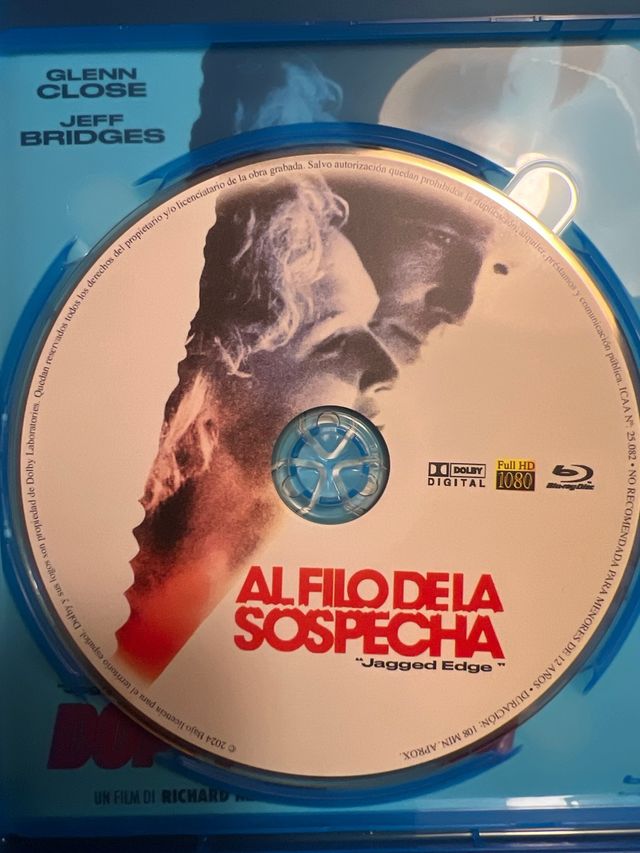 GLENN
CLOSE
JEFF
BRIDGES
Quedan reservados todos los derechos del propietario y/o licenciatario de la obra grabada. Salvo autorización quedan prohibidos la duplicación, alquiler, préstamos y comunicación pública. ICAA Nº: 25.082 • NO RECOMENDADA PARA MENORES DE 12 AÑOS • DURACIÓN: 108 MIN. APROX.
DOLBY
DIGITAL
Full HD
1080
Blu-ray Disc
AL FILO DE LA
SOSPECHA
"Jagged Edge"
© 2024 Bajo licencia para el territorio español. Dolby y sus logos son propiedad de Dolby Laboratories.
UN FILM DI RICHARD